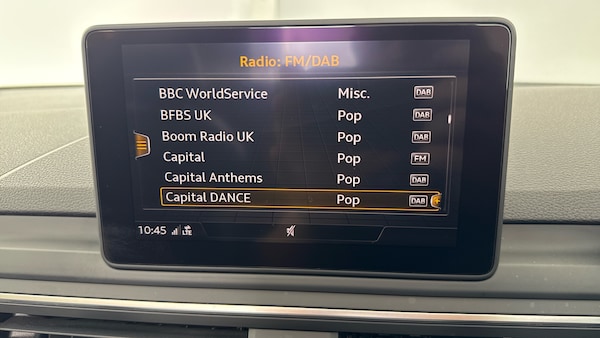 Radio: FM/DAB
BBC WorldService Misc. DAB
BFBS UK Pop DAB
Boom Radio UK Pop DAB
Capital Pop FM
Capital Anthems Pop DAB
Capital DANCE Pop DAB
10:45 LTE